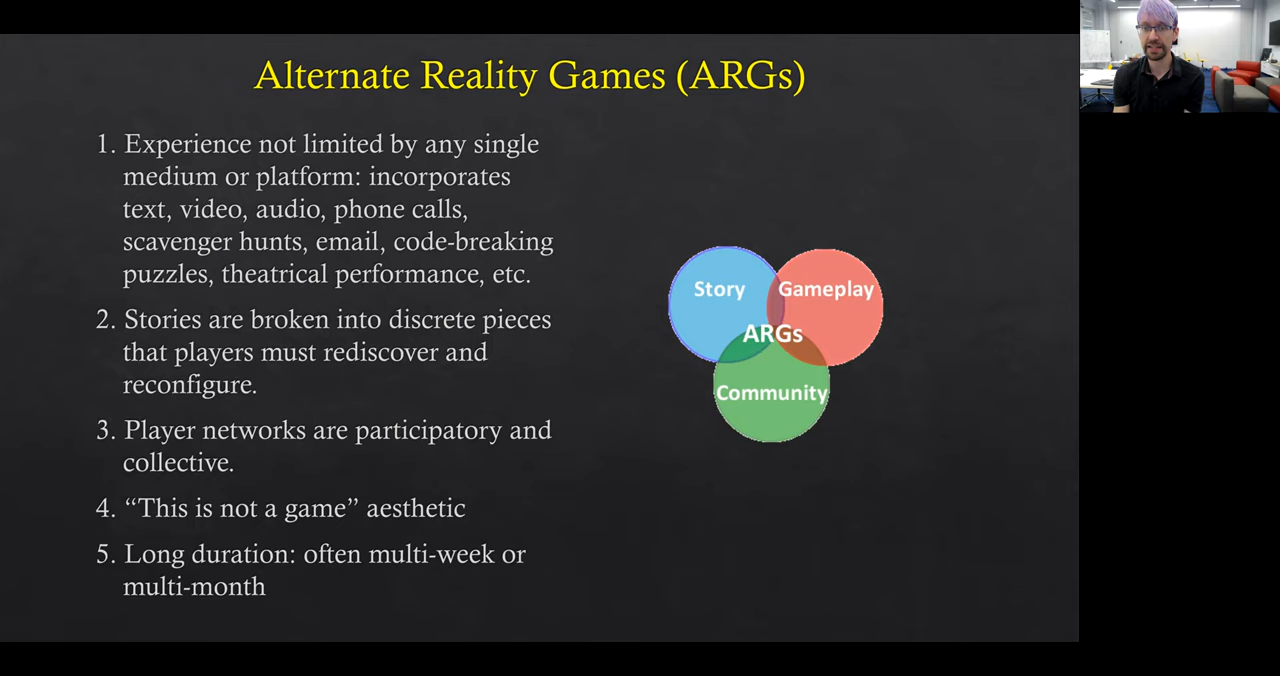 Alternate Reality Games (ARGs)
1. Experience not limited by any single
medium or platform: incorporates
text, video, audio, phone calls,
scavenger hunts, email, code-breaking
puzzles, theatrical performance, etc.
2. Stories are broken into discrete pieces
that players must rediscover and
reconfigure.
3. Player networks are participatory and
collective.
4. “This is not a game” aesthetic
5. Long duration: often multi-week or
multi-month
Story
Gameplay
ARGs
Community